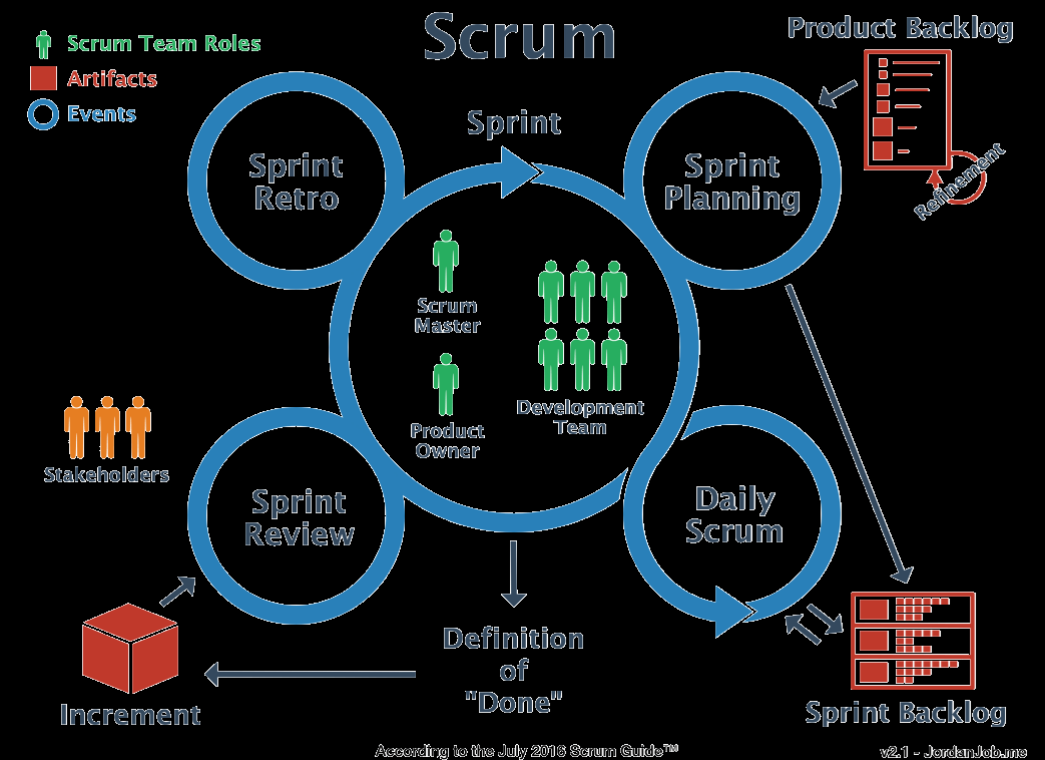 Scrum
Scrum Team Roles
Artifacts
Events
Product Backlog
Refinement
Sprint
Sprint
Retro
Sprint
Planning
Scrum
Master
Product
Owner
Development
Team
Stakeholders
Sprint
Review
Daily
Scrum
Definition
of
"Done"
Increment
Sprint Backlog
According to the July 2016 Scrum Guide™
v2.1 - JordanJob.me